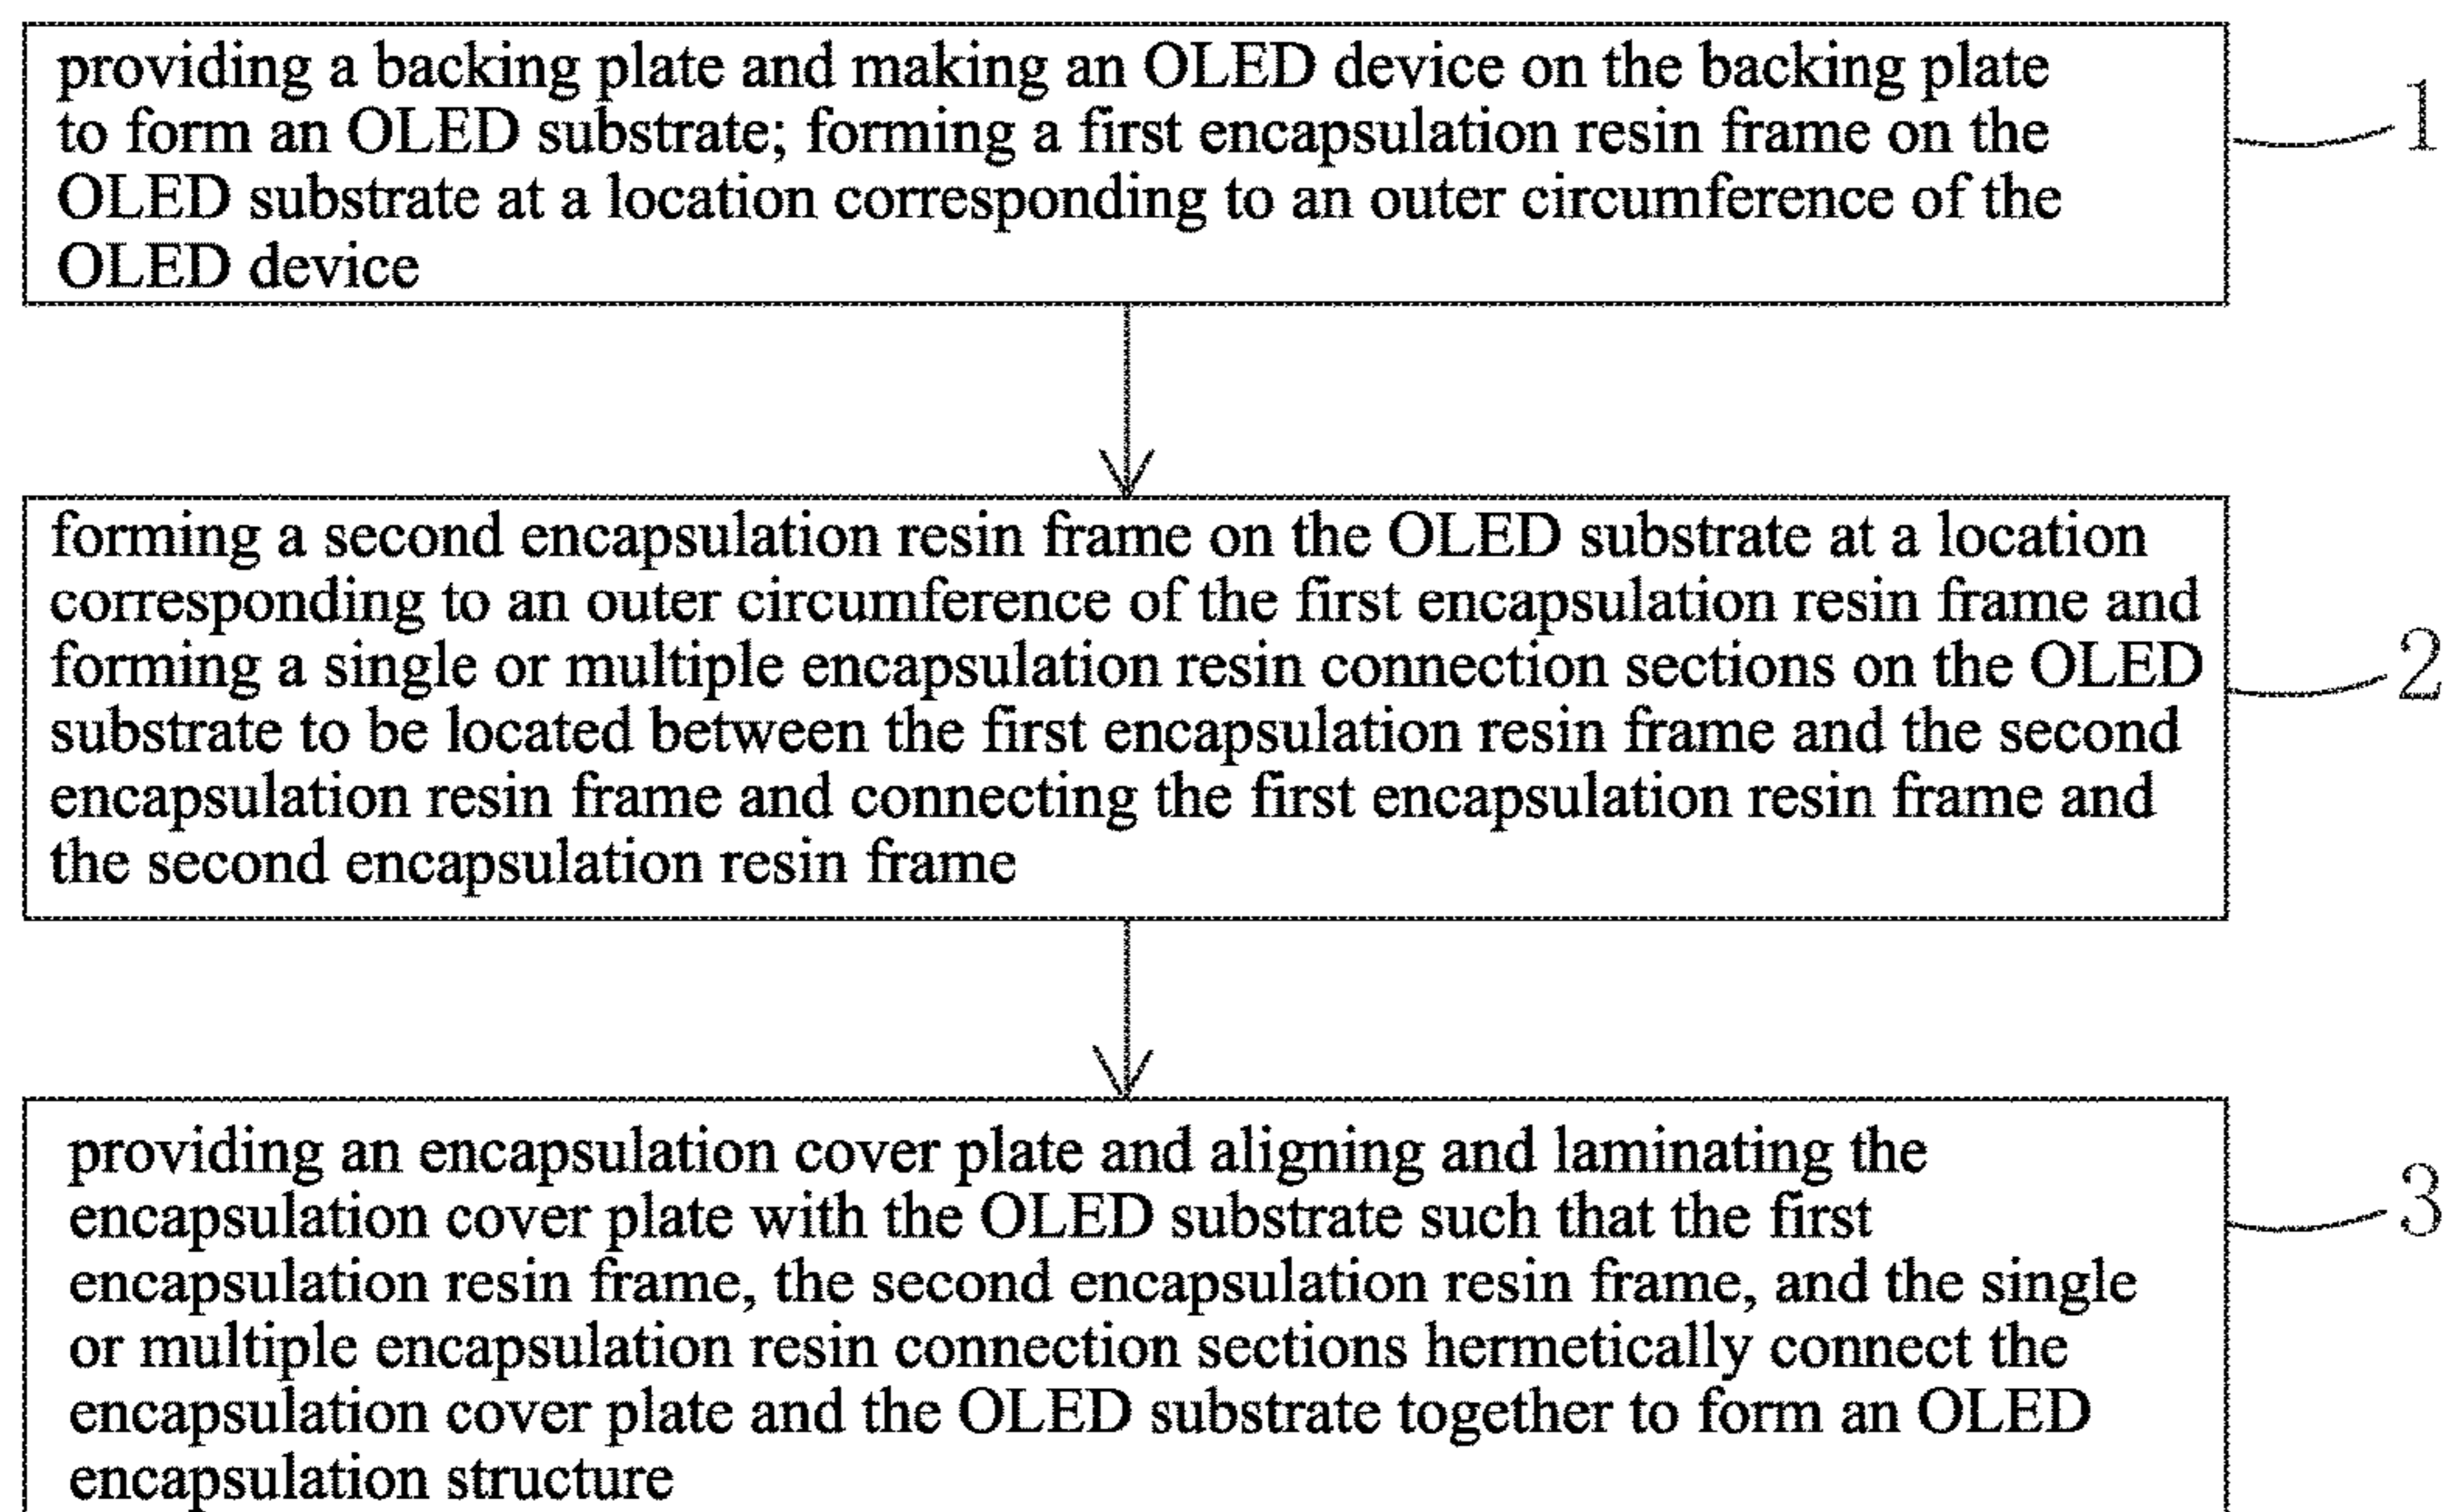 providing a backing plate and making an OLED device on the backing plate
to form an OLED substrate; forming a first encapsulation resin frame on the
OLED substrate at a location corresponding to an outer circumference of the
OLED device
1
forming a second encapsulation resin frame on the OLED substrate at a location
corresponding to an outer circumference of the first encapsulation resin frame and
forming a single or multiple encapsulation resin connection sections on the OLED
substrate to be located between the first encapsulation resin frame and the second
encapsulation resin frame and connecting the first encapsulation resin frame and
the second encapsulation resin frame
2
providing an encapsulation cover plate and aligning and laminating the
encapsulation cover plate with the OLED substrate such that the first
encapsulation resin frame, the second encapsulation resin frame, and the single
or multiple encapsulation resin connection sections hermetically connect the
encapsulation cover plate and the OLED substrate together to form an OLED
encapsulation structure
3